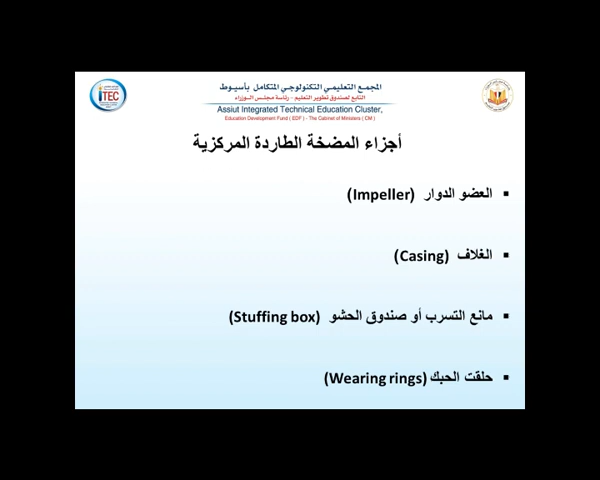 ITEC
المجمع التعليمي التكنولوجي المتكامل بأسيوط
التابع لصندوق تطوير التعليم - رئاسة مجلس الوزراء
Assiut Integrated Technical Education Cluster,
Education Development Fund ( EDF ) - The Cabinet of Ministers ( CM )
أجزاء المضخة الطاردة المركزية
▪ العضو الدوار (Impeller)
▪ الغلاف (Casing)
▪ مانع التسرب أو صندوق الحشو (Stuffing box)
▪ حلقت الحبك (Wearing rings)